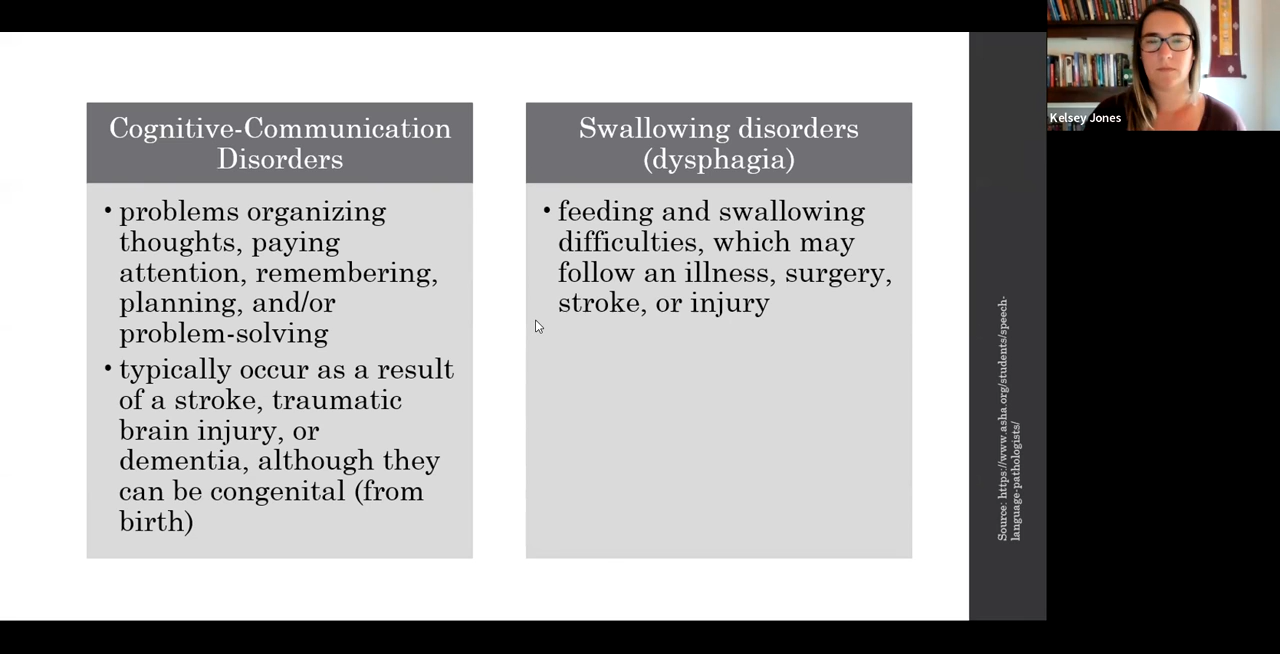 Cognitive-Communication
Disorders
• problems organizing
thoughts, paying
attention, remembering,
planning, and/or
problem-solving
• typically occur as a result
of a stroke, traumatic
brain injury, or
dementia, although they
can be congenital (from
birth)
Swallowing disorders
(dysphagia)
• feeding and swallowing
difficulties, which may
follow an illness, surgery,
stroke, or injury
Source: https://www.asha.org/students/speech-
language-pathologists/
Kelsey Jones